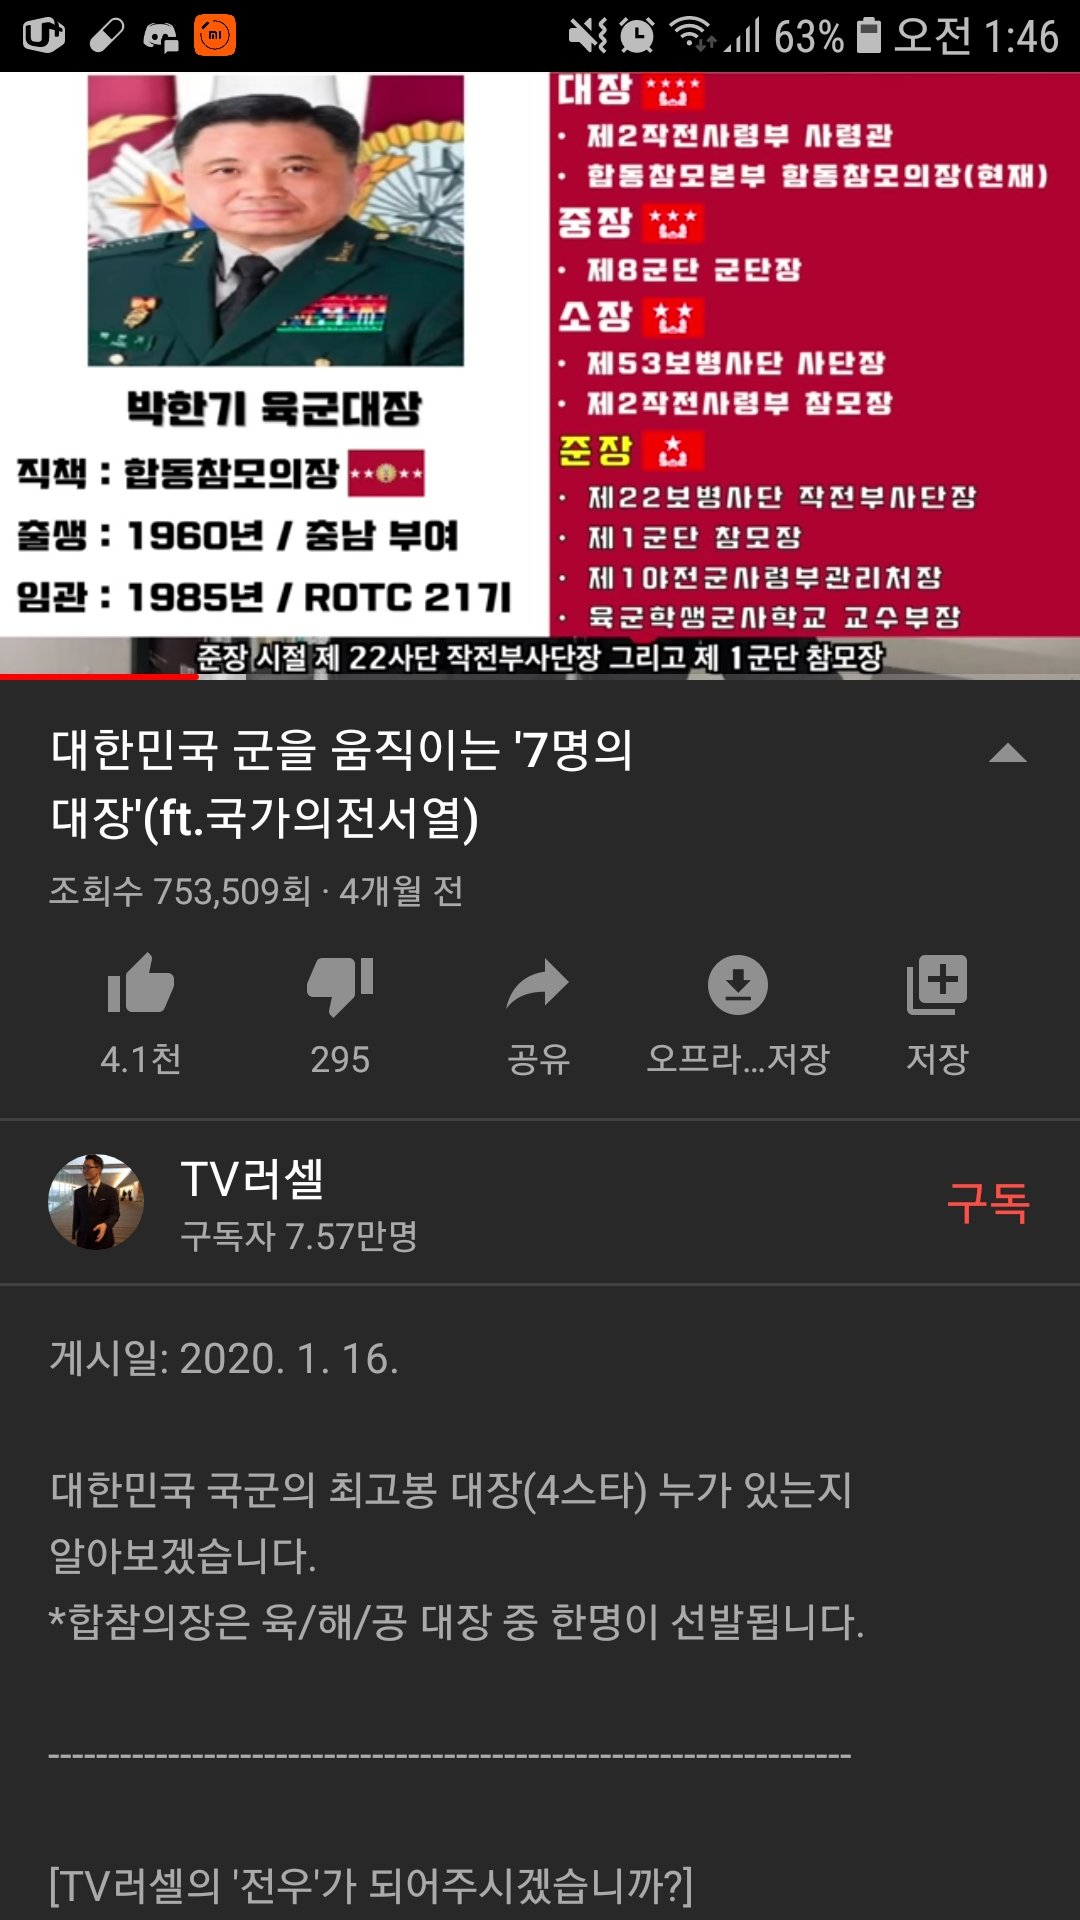 63% 오전 1:46
박한기 육군대장
직책 : 합동참모의장
출생 : 1960년 / 충남 부여
임관 : 1985년 / ROTC 21기
대장
· 제2작전사령부 사령관
· 합동참모본부 합동참모의장(현재)
중장
· 제8군단 군단장
소장
· 제53보병사단 사단장
· 제2작전사령부 참모장
준장
· 제22보병사단 작전부사단장
· 제1군단 참모장
· 제1야전군사령부관리처장
· 육군학생군사학교 교수부장
준장 시절 제 22사단 작전부사단장 그리고 제 1군단 참모장
대한민국 군을 움직이는 '7명의
대장'(ft.국가의전서열)
조회수 753,509회 · 4개월 전
4.1천 295 공유 오프라...저장 저장
TV러셀
구독자 7.57만명
구독
게시일: 2020. 1. 16.
대한민국 국군의 최고봉 대장(4스타) 누가 있는지
알아보겠습니다.
*합참의장은 육/해/공 대장 중 한명이 선발됩니다.
-------------------------------------------------------------------
[TV러셀의 '전우'가 되어주시겠습니까?]